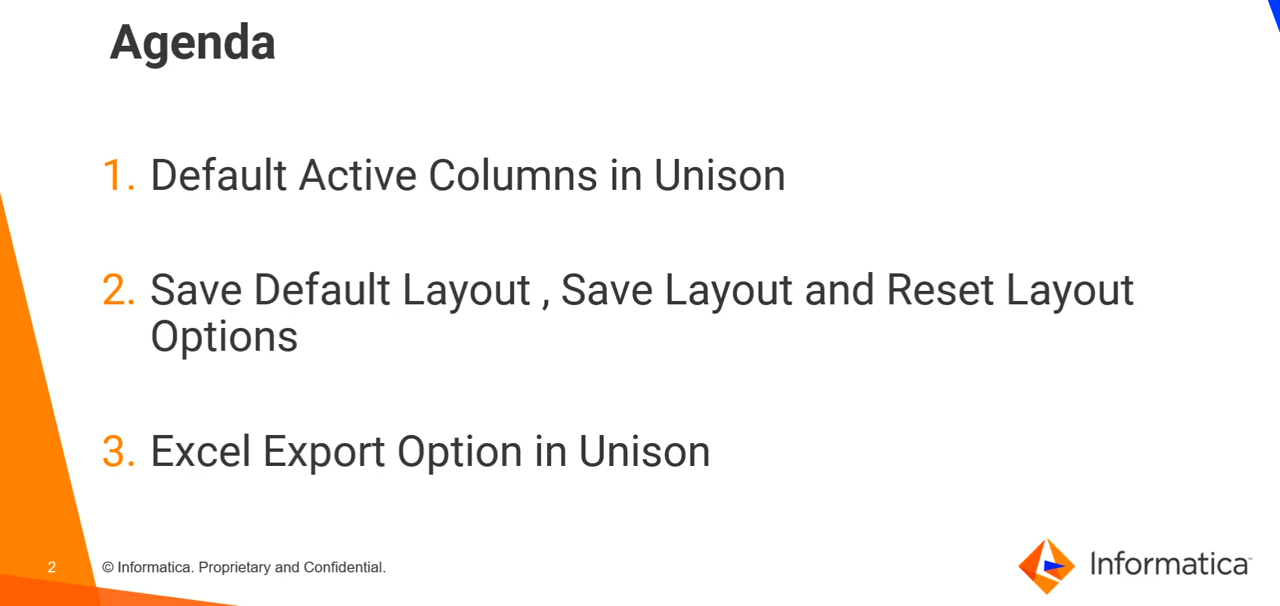 Agenda
1. Default Active Columns in Unison
2. Save Default Layout , Save Layout and Reset Layout
Options
3. Excel Export Option in Unison
2
© Informatica. Proprietary and Confidential.
Informatica™